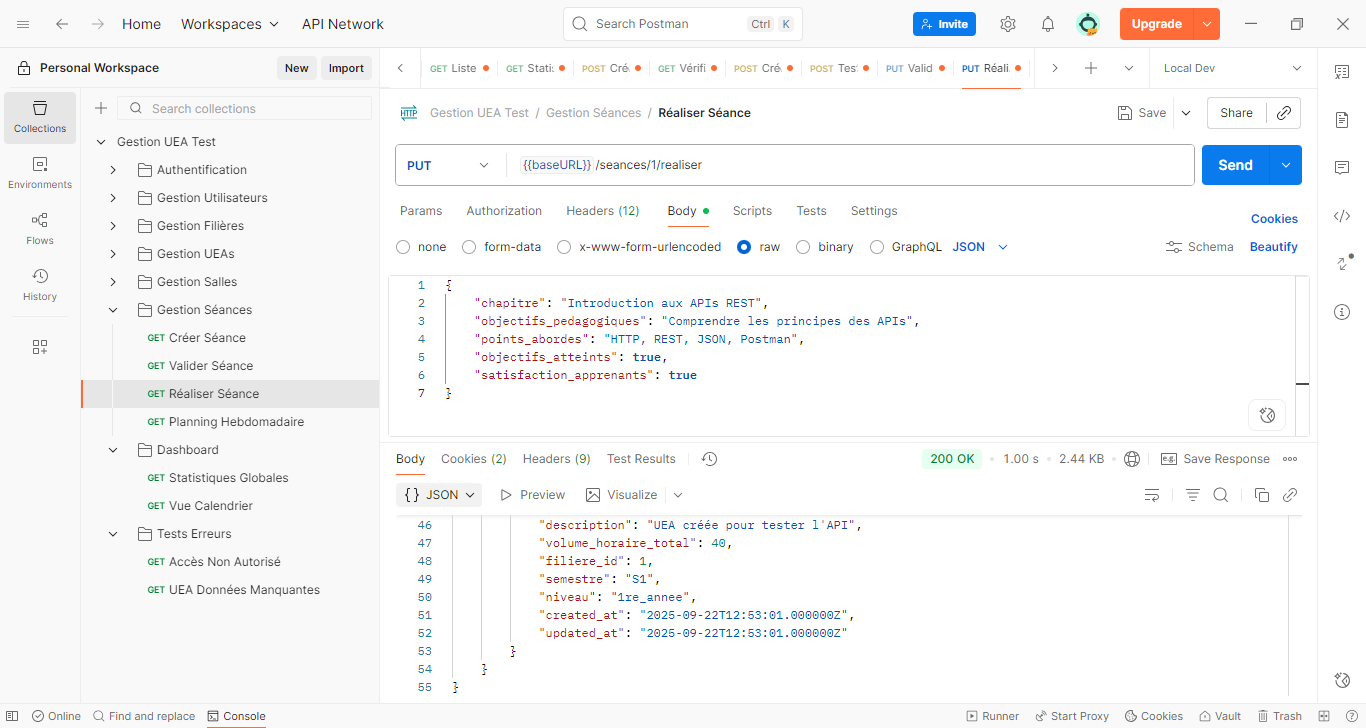 Home Workspaces API Network Search Postman Ctrl K Invite Upgrade
Personal Workspace New Import
GET Liste GET Stati: POST Cré GET Vérifi POST Cré POST Tes PUT Valid PUT Réali Local Dev
Collections
Environments
Flows
History
Search collections
Gestion UEA Test
Authentification
Gestion Utilisateurs
Gestion Filières
Gestion UEAs
Gestion Salles
Gestion Séances
GET Créer Séance
GET Valider Séance
GET Réaliser Séance
GET Planning Hebdomadaire
Dashboard
GET Statistiques Globales
GET Vue Calendrier
Tests Erreurs
GET Accès Non Autorisé
GET UEA Données Manquantes
HTTP Gestion UEA Test / Gestion Séances / Réaliser Séance Save Share
PUT {{baseURL}} /seances/1/realiser Send
Params Authorization Headers (12) Body Scripts Tests Settings Cookies
none form-data x-www-form-urlencoded raw binary GraphQL JSON Schema Beautify
1 {
2 "chapitre": "Introduction aux APIs REST",
3 "objectifs_pedagogiques": "Comprendre les principes des APIs",
4 "points_abordes": "HTTP, REST, JSON, Postman",
5 "objectifs_atteints": true,
6 "satisfaction_apprenants": true
7 }
Body Cookies (2) Headers (9) Test Results 200 OK • 1.00 s • 2.44 KB • e.g. Save Response
{} JSON Preview Visualize
46 "description": "UEA créée pour tester l'API",
47 "volume_horaire_total": 40,
48 "filiere_id": 1,
49 "semestre": "S1",
50 "niveau": "1re_annee",
51 "created_at": "2025-09-22T12:53:01.000000Z",
52 "updated_at": "2025-09-22T12:53:01.000000Z"
53 }
54 }
55 }
Online Find and replace Console Runner Start Proxy Cookies Vault Trash